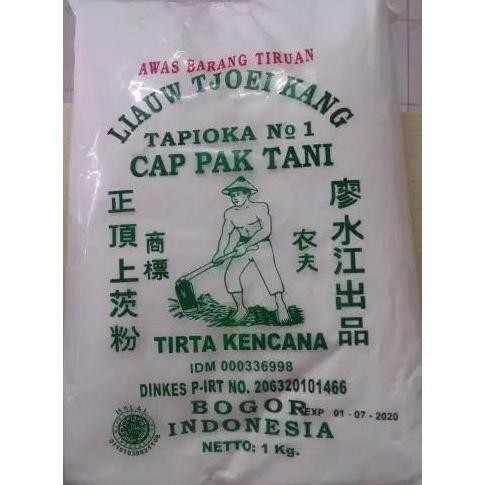 AWAS BARANG TIRUAN
LIAUW TJOEI KANG
TAPIOKA No 1
CAP PAK TANI
正頂上茨粉
商標
农夫
廖水江出品
TIRTA KENCANA
IDM 000336998
DINKES P-IRT NO. 206320101466
BOGOR
EXP 01-07-2020
INDONESIA
NETTO: 1 Kg.
HALAL